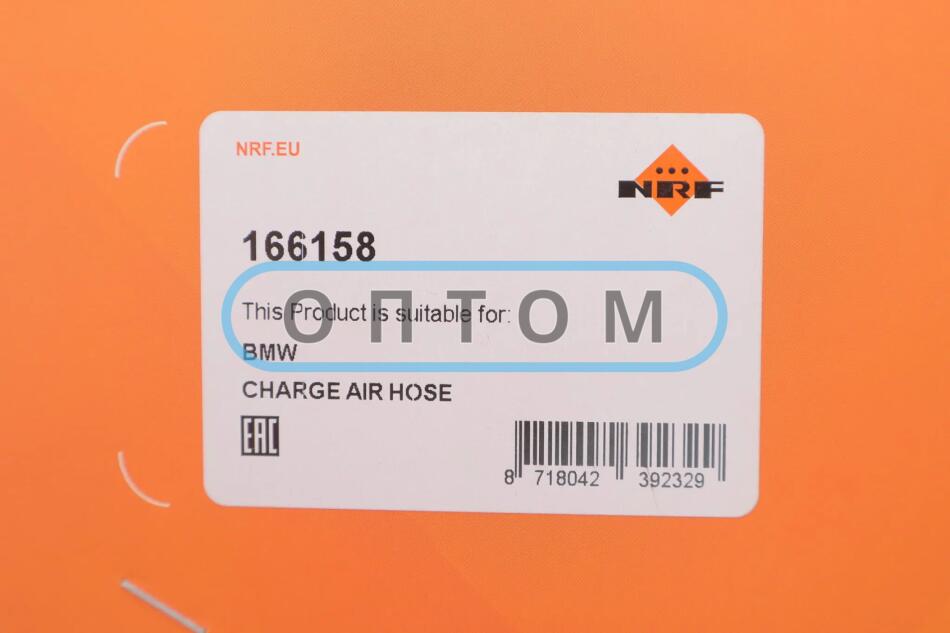 NRF.EU
NRF
166158
This Product is suitable for:
ОПТОМ
BMW
CHARGE AIR HOSE
EAC
8 718042 392329